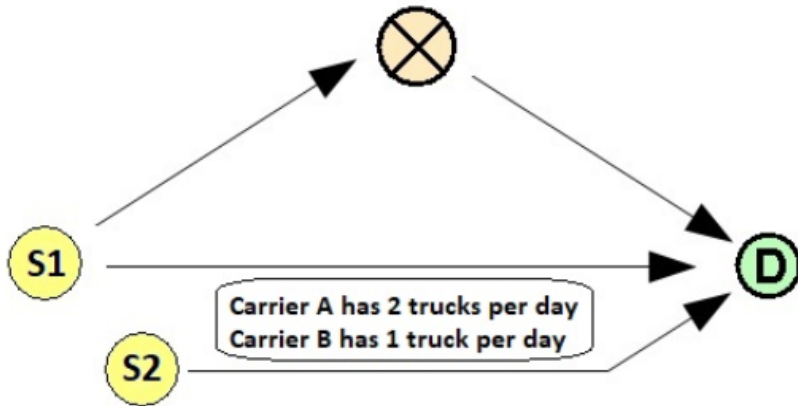 S1
D
Carrier A has 2 trucks per day
Carrier B has 1 truck per day
S2